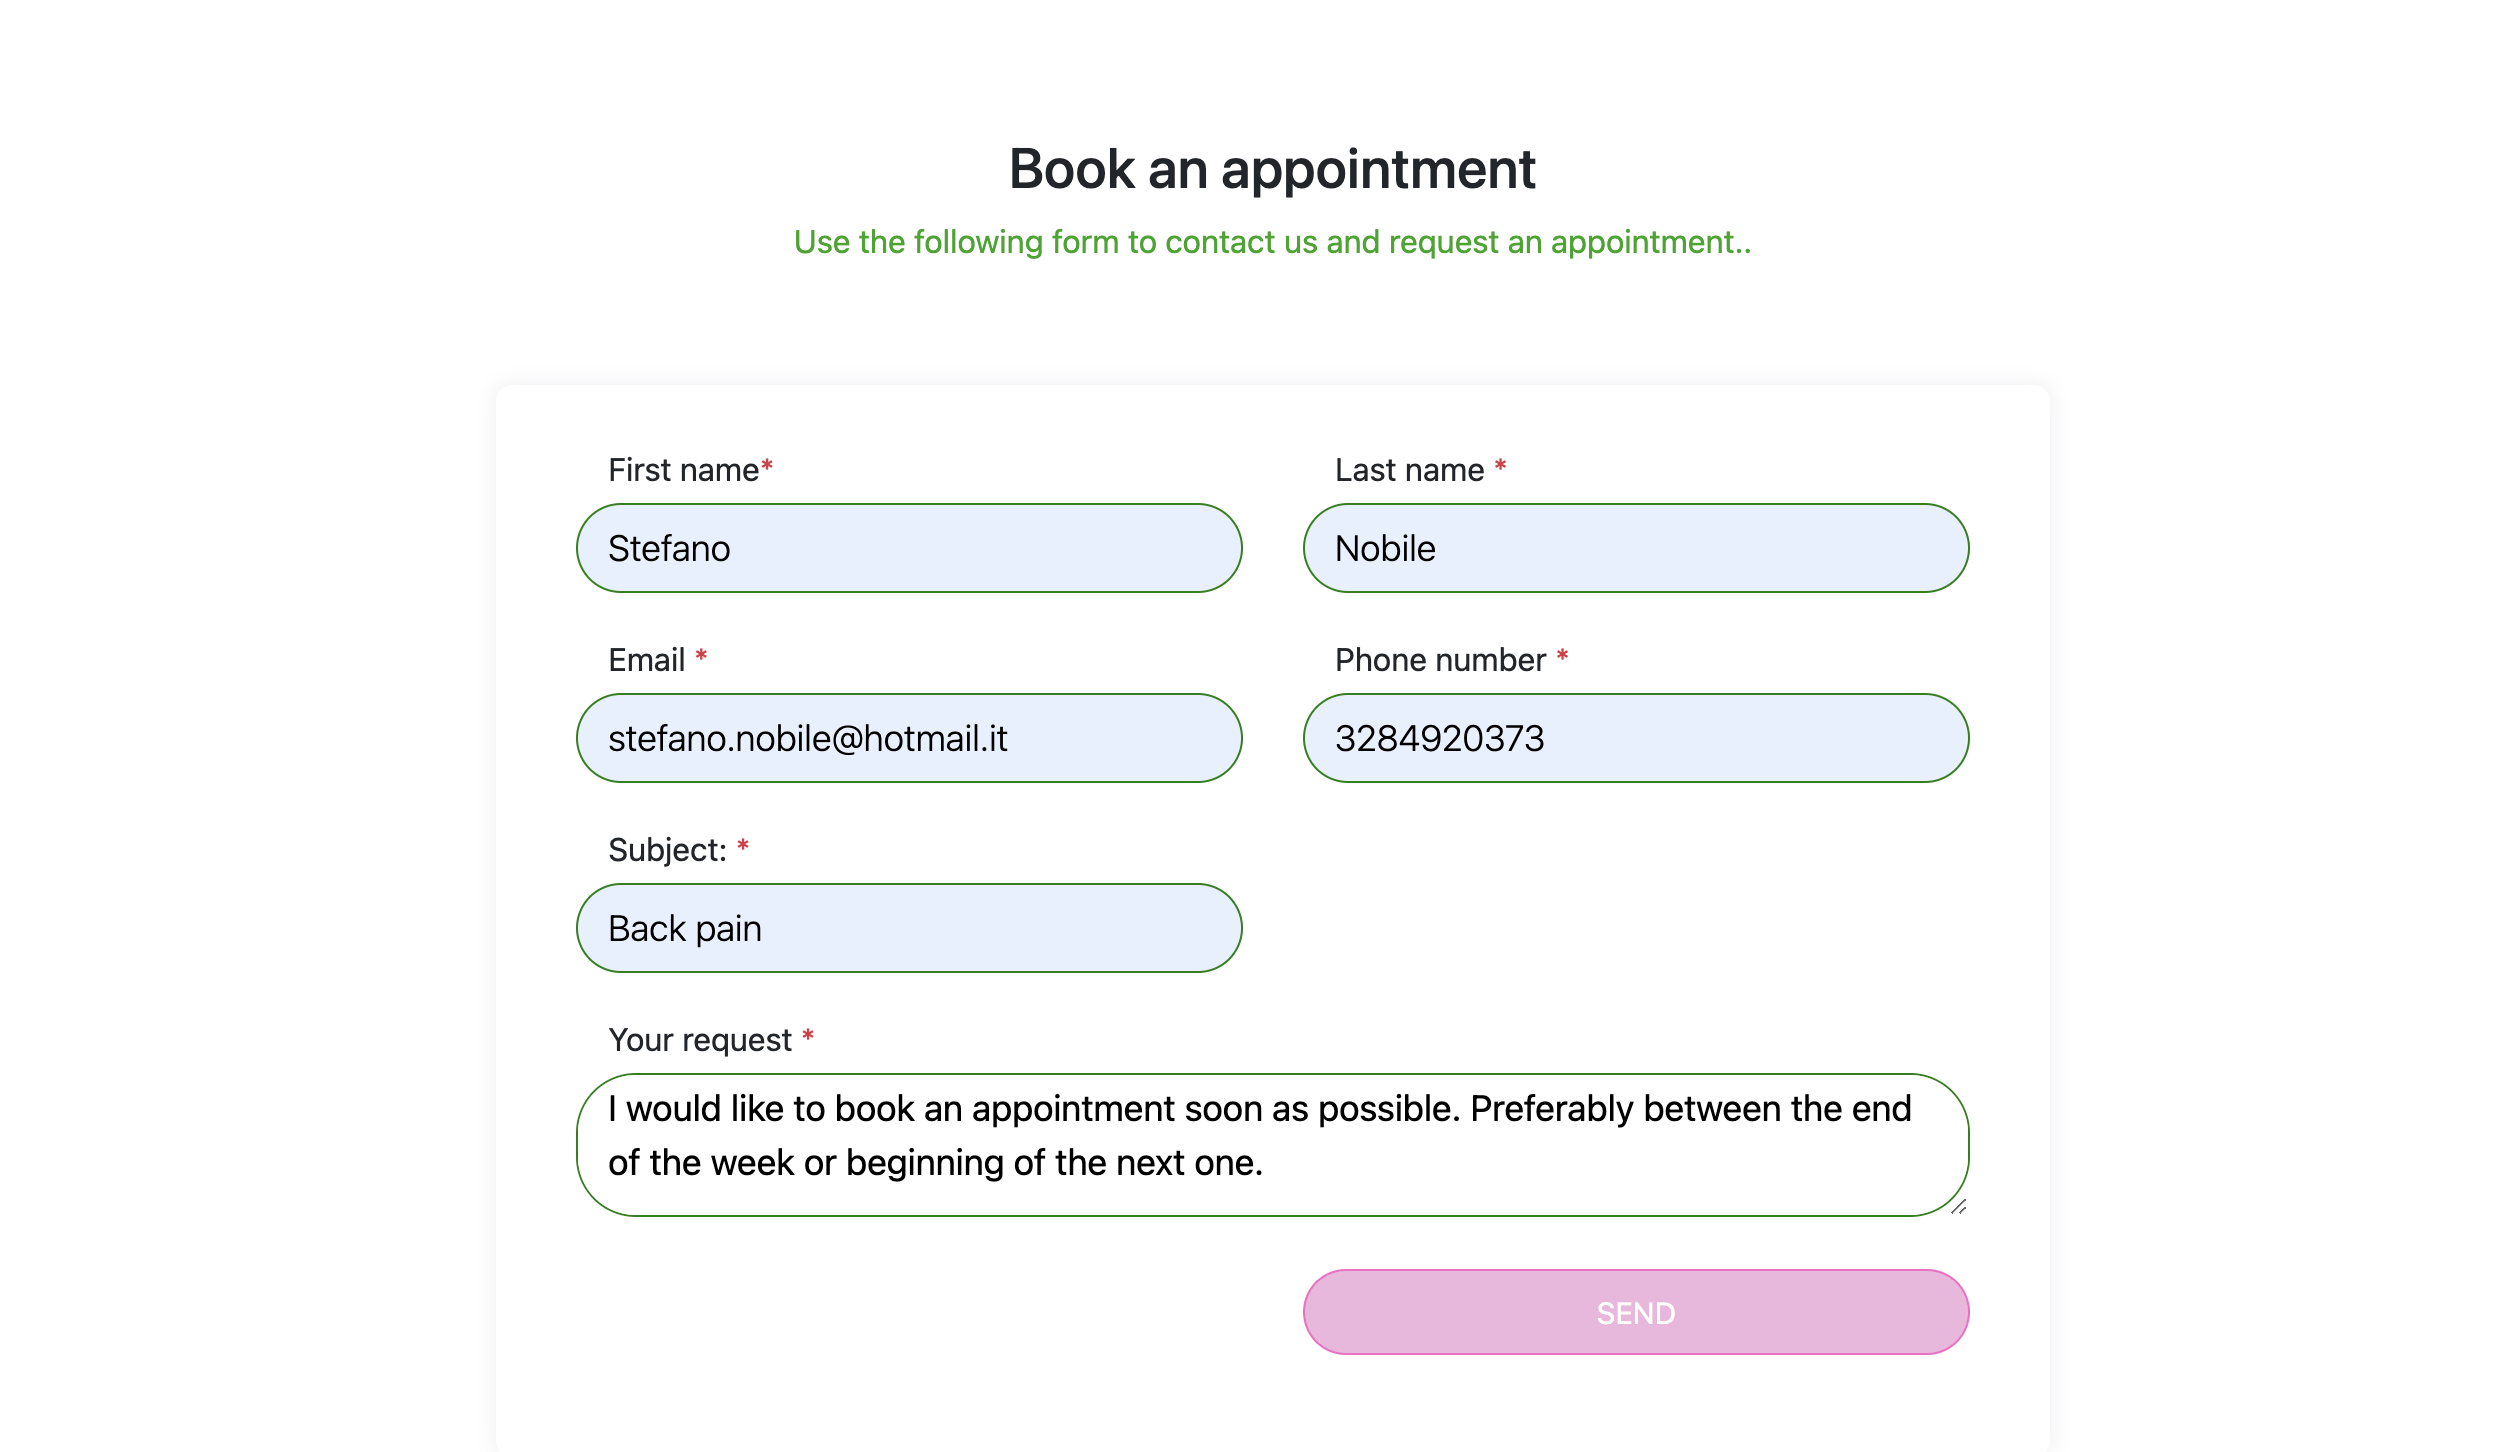 Book an appointment
Use the following form to contact us and request an appointment..
First name*
Last name *
Stefano
Nobile
Email *
Phone number *
stefano.nobile@hotmail.it
3284920373
Subject: *
Back pain
Your request *
I would like to book an appointment soon as possible. Preferably between the end
of the week or beginning of the next one.
SEND